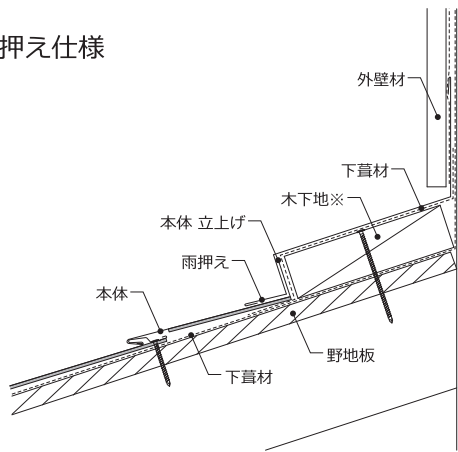 押え仕様
外壁材
下葺材
木下地※
本体 立上げ
雨押え
本体
野地板
下葺材